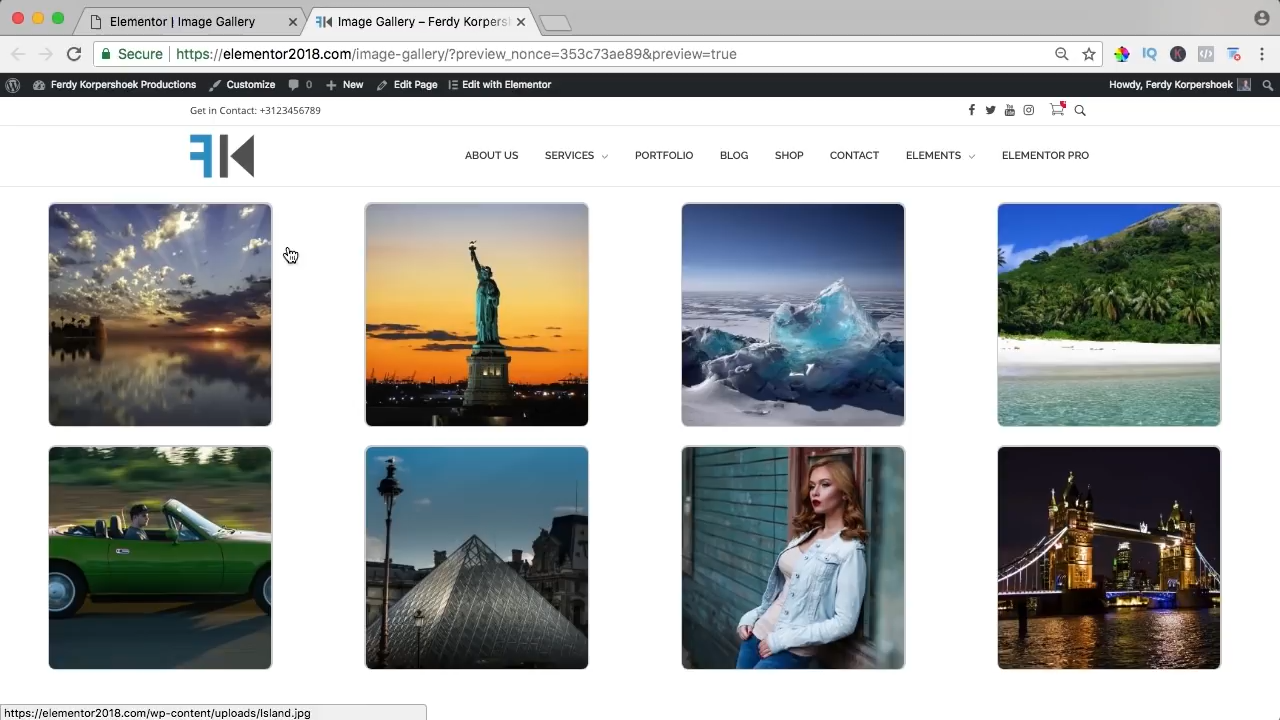 Elementor | Image Gallery
Image Gallery – Ferdy Korpers
Secure
https://elementor2018.com/image-gallery/?preview_nonce=353c73ae89&preview=true
Ferdy Korpershoek Productions
Customize
0
New
Edit Page
Edit with Elementor
Howdy, Ferdy Korpershoek
Get in Contact: +3123456789
FK
ABOUT US
SERVICES
PORTFOLIO
BLOG
SHOP
CONTACT
ELEMENTS
ELEMENTOR PRO
https://elementor2018.com/wp-content/uploads/Island.jpg